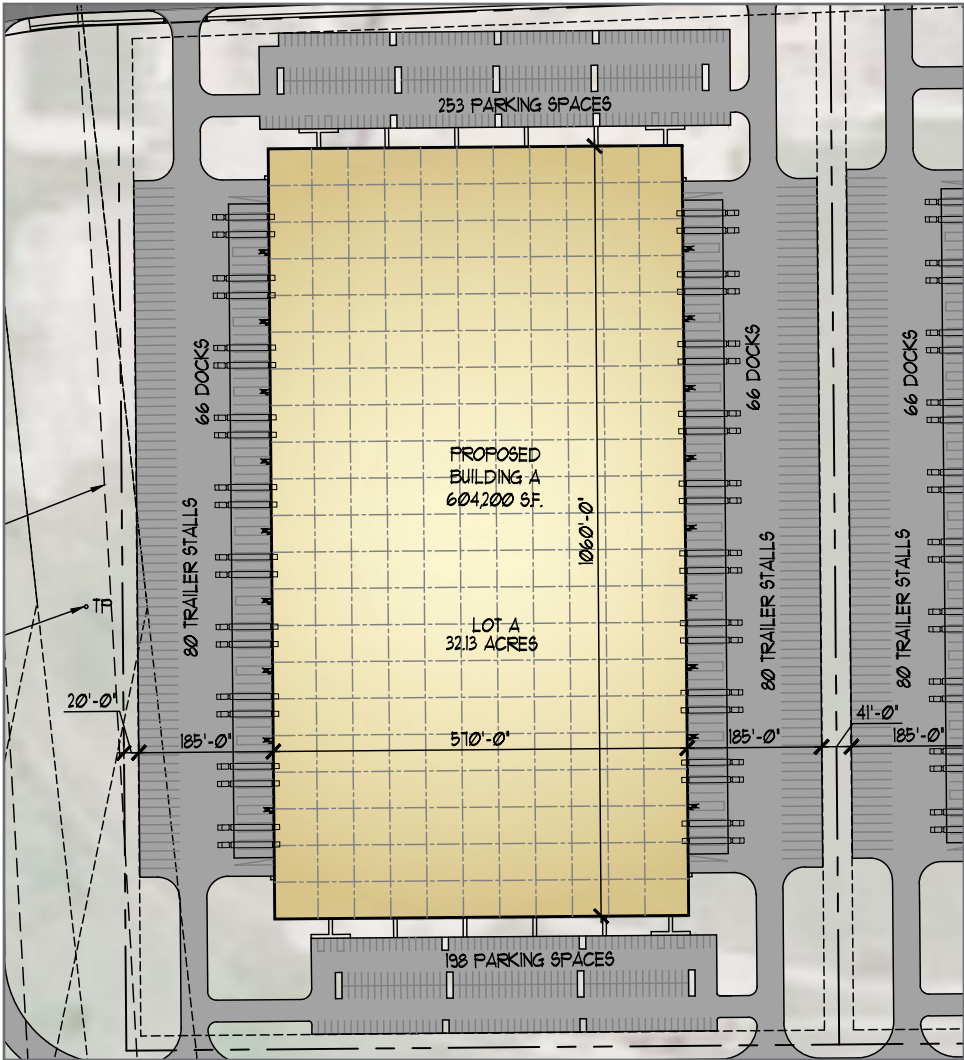 253 PARKING SPACES
66 DOCKS
66 DOCKS
66 DOCKS
PROPOSED
BUILDING A
604,200 S.F.
1060'-0"
80 TRAILER STALLS
80 TRAILER STALLS
80 TRAILER STALLS
TP
LOT A
32.13 ACRES
20'-0"
41'-0"
185'-0"
570'-0"
185'-0"
185'-0"
198 PARKING SPACES